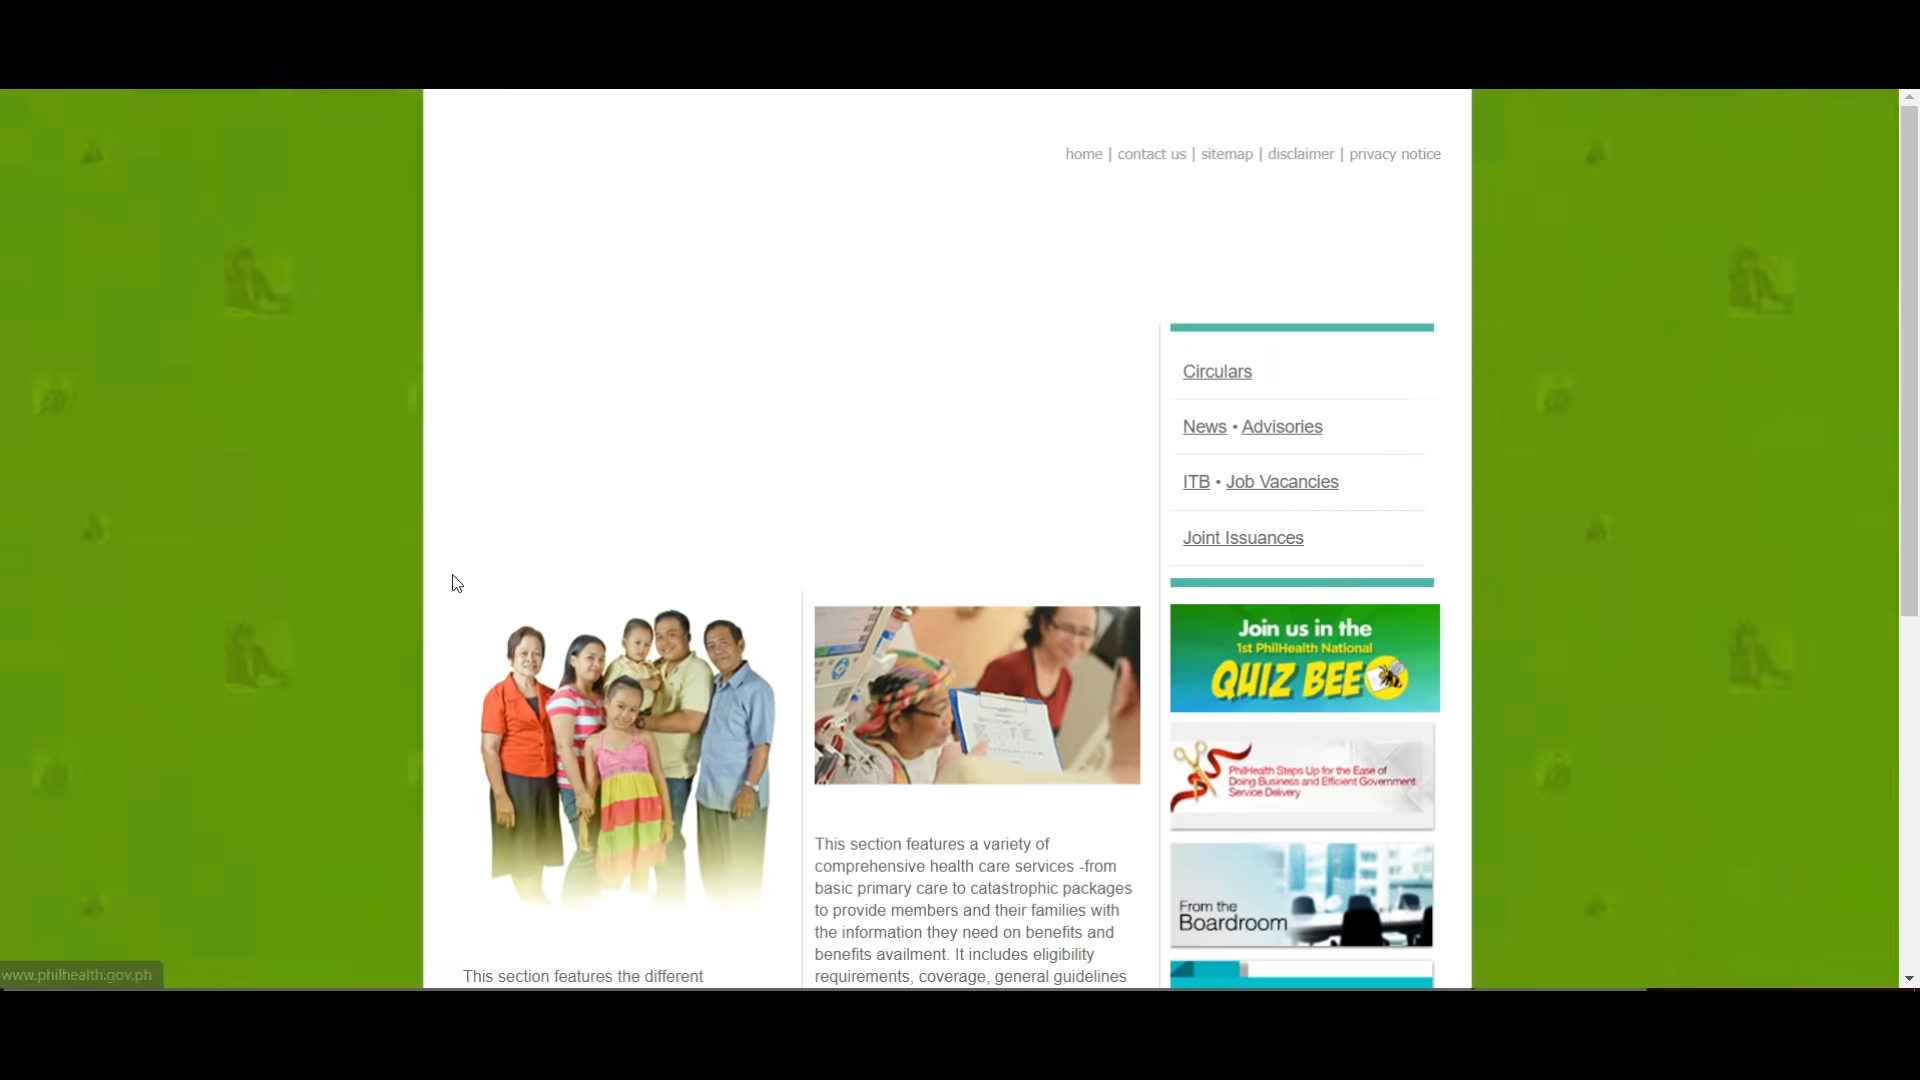 home | contact us | sitemap | disclaimer | privacy notice
Circulars
News • Advisories
ITB • Job Vacancies
Joint Issuances
Join us in the
1st PhilHealth National
QUIZ BEE
PhilHealth Steps Up for the Ease of
Doing Business and Efficient Government
Service Delivery
From the
Boardroom
This section features a variety of
comprehensive health care services -from
basic primary care to catastrophic packages
to provide members and their families with
the information they need on benefits and
benefits availment. It includes eligibility
requirements, coverage, general guidelines
This section features the different
www.philhealth.gov.ph